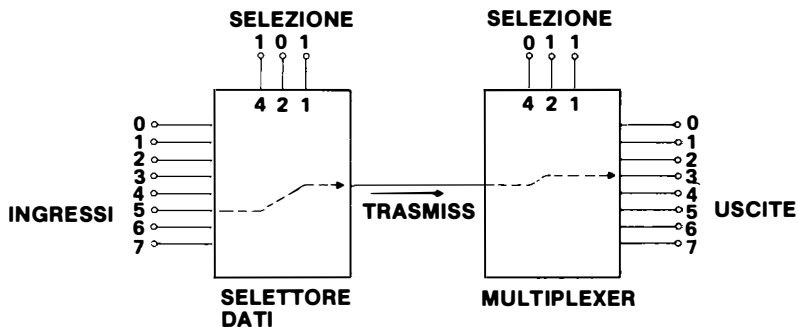 SELEZIONE
1 0 1
4 2 1
SELEZIONE
0 1 1
4 2 1
INGRESSI
0
1
2
3
4
5
6
7
SELETTORE
DATI
TRASMISS
MULTIPLEXER
0
1
2
3
4
5
6
7
USCITE